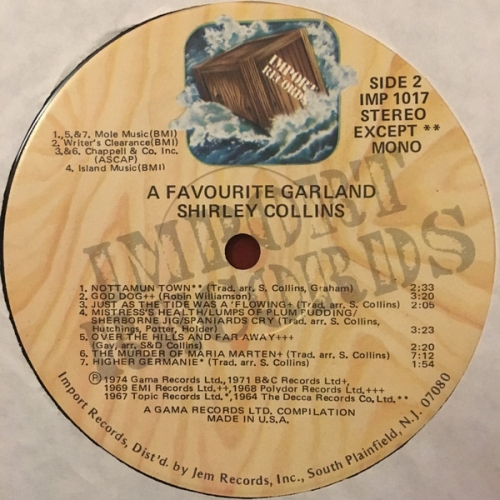 IMPORT
RECORDS
SIDE 2
IMP 1017
STEREO
EXCEPT **
MONO
1.,5,&7, Mole Music(BMI)
2. Writer's Clearance(BMI)
3,&6. Chappell & Co. Inc.
(ASCAP)
4. Island Music(BMI)
A FAVOURITE GARLAND
SHIRLEY COLLINS
IMPORT
RECORDS
1. NOTTAMUN TOWN** (Trad. arr. S. Collins, Graham) 2:33
2. GOD DOG++ (Robin Williamson) 3:20
3. JUST AS THE TIDE WAS A'FLOWING+ (Trad. arr. S. Collins) 2:05
4. MISTRESS'S HEALTH/LUMPS OF PLUM PUDDING/
SHERBORNE JIG/SPANIARDS CRY (Trad. arr. S. Collins,
Hutchings, Potter, Holder) 3:23
5. OVER THE HILLS AND FAR AWAY+++
(Gay, arr. S&D Collins) 2:20
6. THE MURDER OF MARIA MARTEN+ (Trad. arr. S. Collins) 7:12
7. HIGHER GERMANIE* (Trad. arr. S. Collins) 1:54
Ⓟ1974 Gama Records Ltd.,1971 B&C Records Ltd+,
1969 EMI Records Ltd.++,1968 Polydor Records Ltd.+++
1967 Topic Records Ltd.*,1964 The Decca Records Co.Ltd.**
A GAMA RECORDS LTD. COMPILATION
MADE IN U.S.A.
Import Records, Dist'd. by Jem Records, Inc., South Plainfield, N.J. 07080